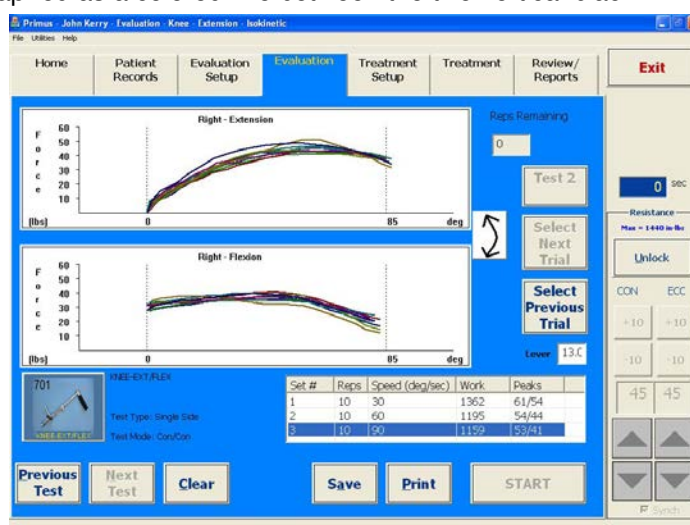 Primus - John Kerry - Evaluation - Knee - Extension - Isokinetic
File Utilities Help
Home
Patient Records
Evaluation Setup
Evaluation
Treatment Setup
Treatment
Review/ Reports
Exit
Right - Extension
Force
60
50
40
30
20
10
[lbs]
0
85
deg
Right - Flexion
Force
60
50
40
30
20
10
[lbs]
0
85
deg
Reps Remaining
0
Test 2
Select Next Trial
Select Previous Trial
Lever 13.0
0 sec
Resistance
Max = 1440 in-lbs
Unlock
CON ECC
+10 +10
-10 -10
45 45
Synch
701
KNEE-EXT/FLEX
KNEE-EXT/FLEX
Test Type: Single Side
Test Mode: Con/Con
Set # Reps Speed (deg/sec) Work Peaks
1 10 30 1362 61/54
2 10 60 1195 54/44
3 10 90 1159 53/41
Previous Test
Next Test
Clear
Save
Print
START